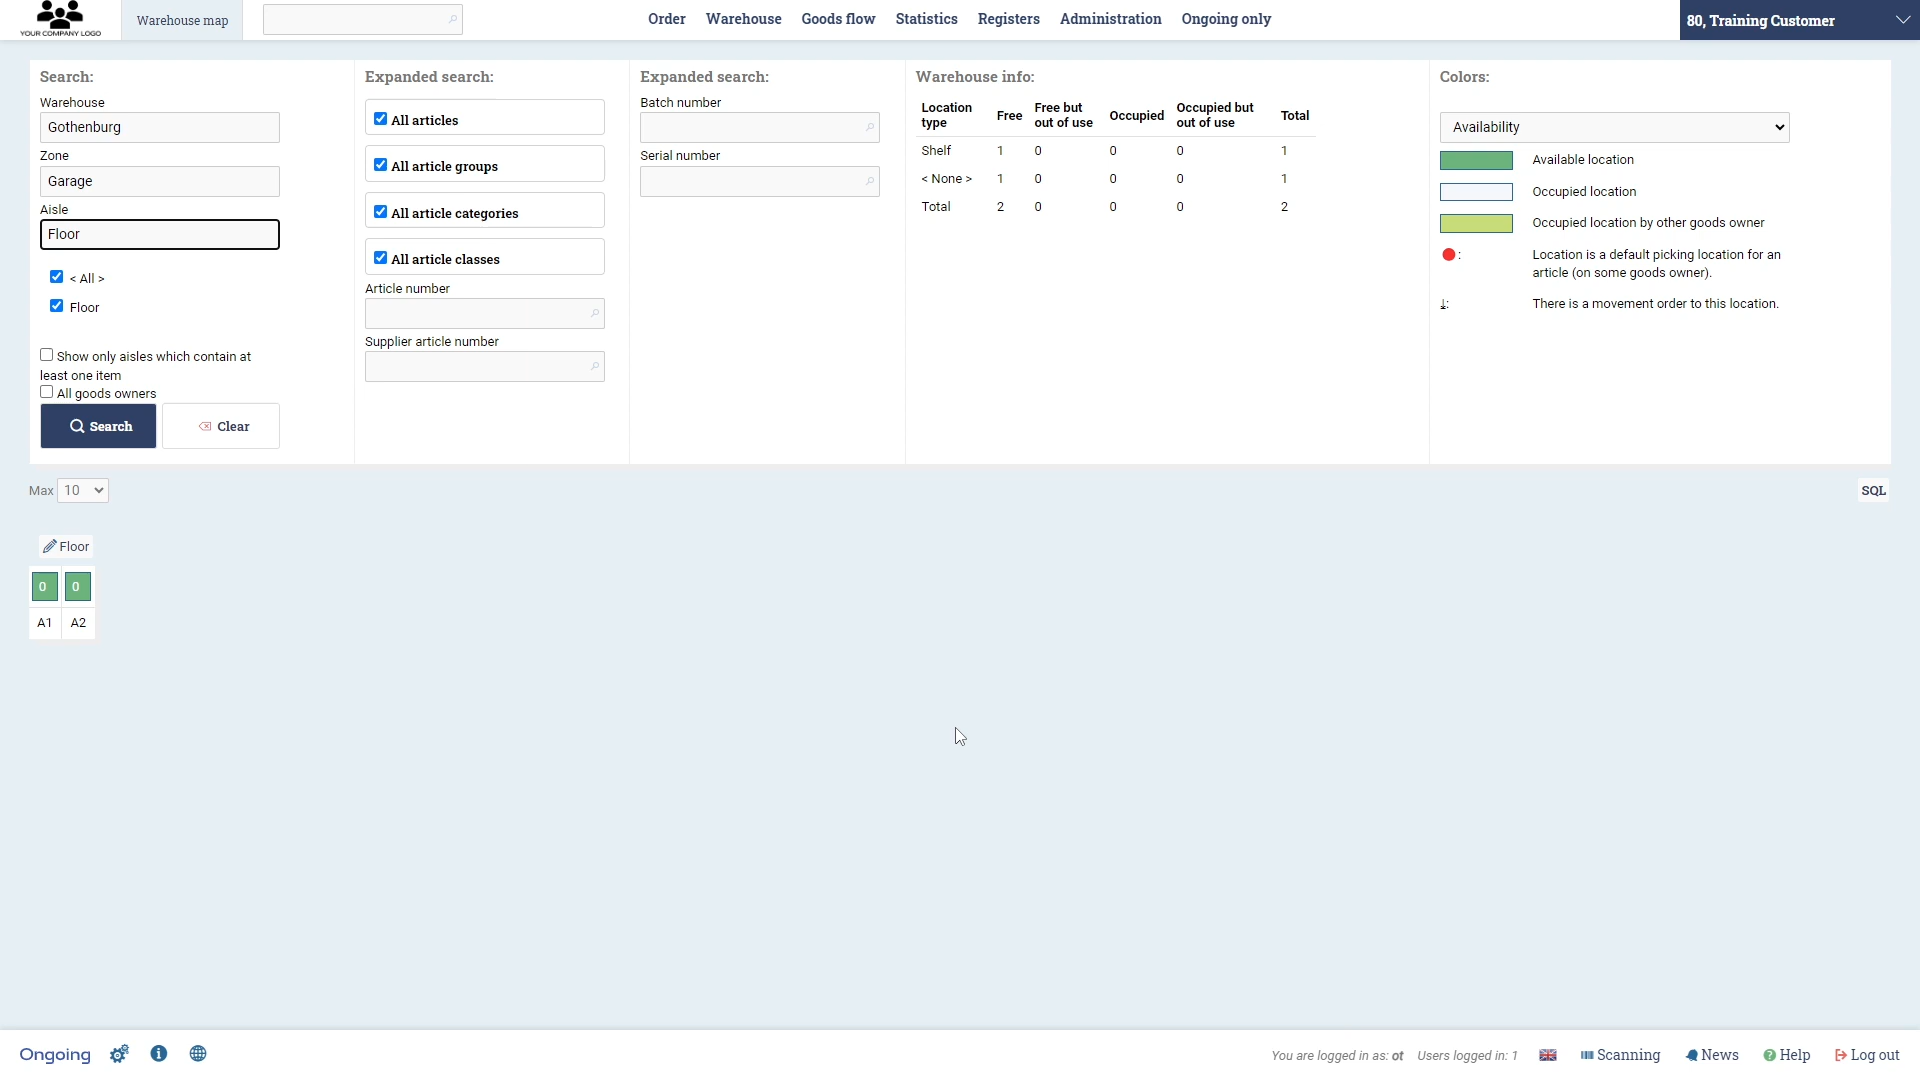 YOUR COMPANY LOGO
Warehouse map
Order Warehouse Goods flow Statistics Registers Administration Ongoing only
80, Training Customer
Search:
Warehouse
Gothenburg
Zone
Garage
Aisle
Floor
< All >
Floor
Show only aisles which contain at
least one item
All goods owners
Search Clear
Expanded search:
All articles
All article groups
All article categories
All article classes
Article number
Supplier article number
Expanded search:
Batch number
Serial number
Warehouse info:
Location type Free Free but out of use Occupied Occupied but out of use Total
Shelf 1 0 0 0 1
< None > 1 0 0 0 1
Total 2 0 0 0 2
Colors:
Availability
Available location
Occupied location
Occupied location by other goods owner
: Location is a default picking location for an
article (on some goods owner).
⤓: There is a movement order to this location.
Max 10
SQL
Floor
0 0
A1 A2
Ongoing
You are logged in as: ot Users logged in: 1 Scanning News Help Log out